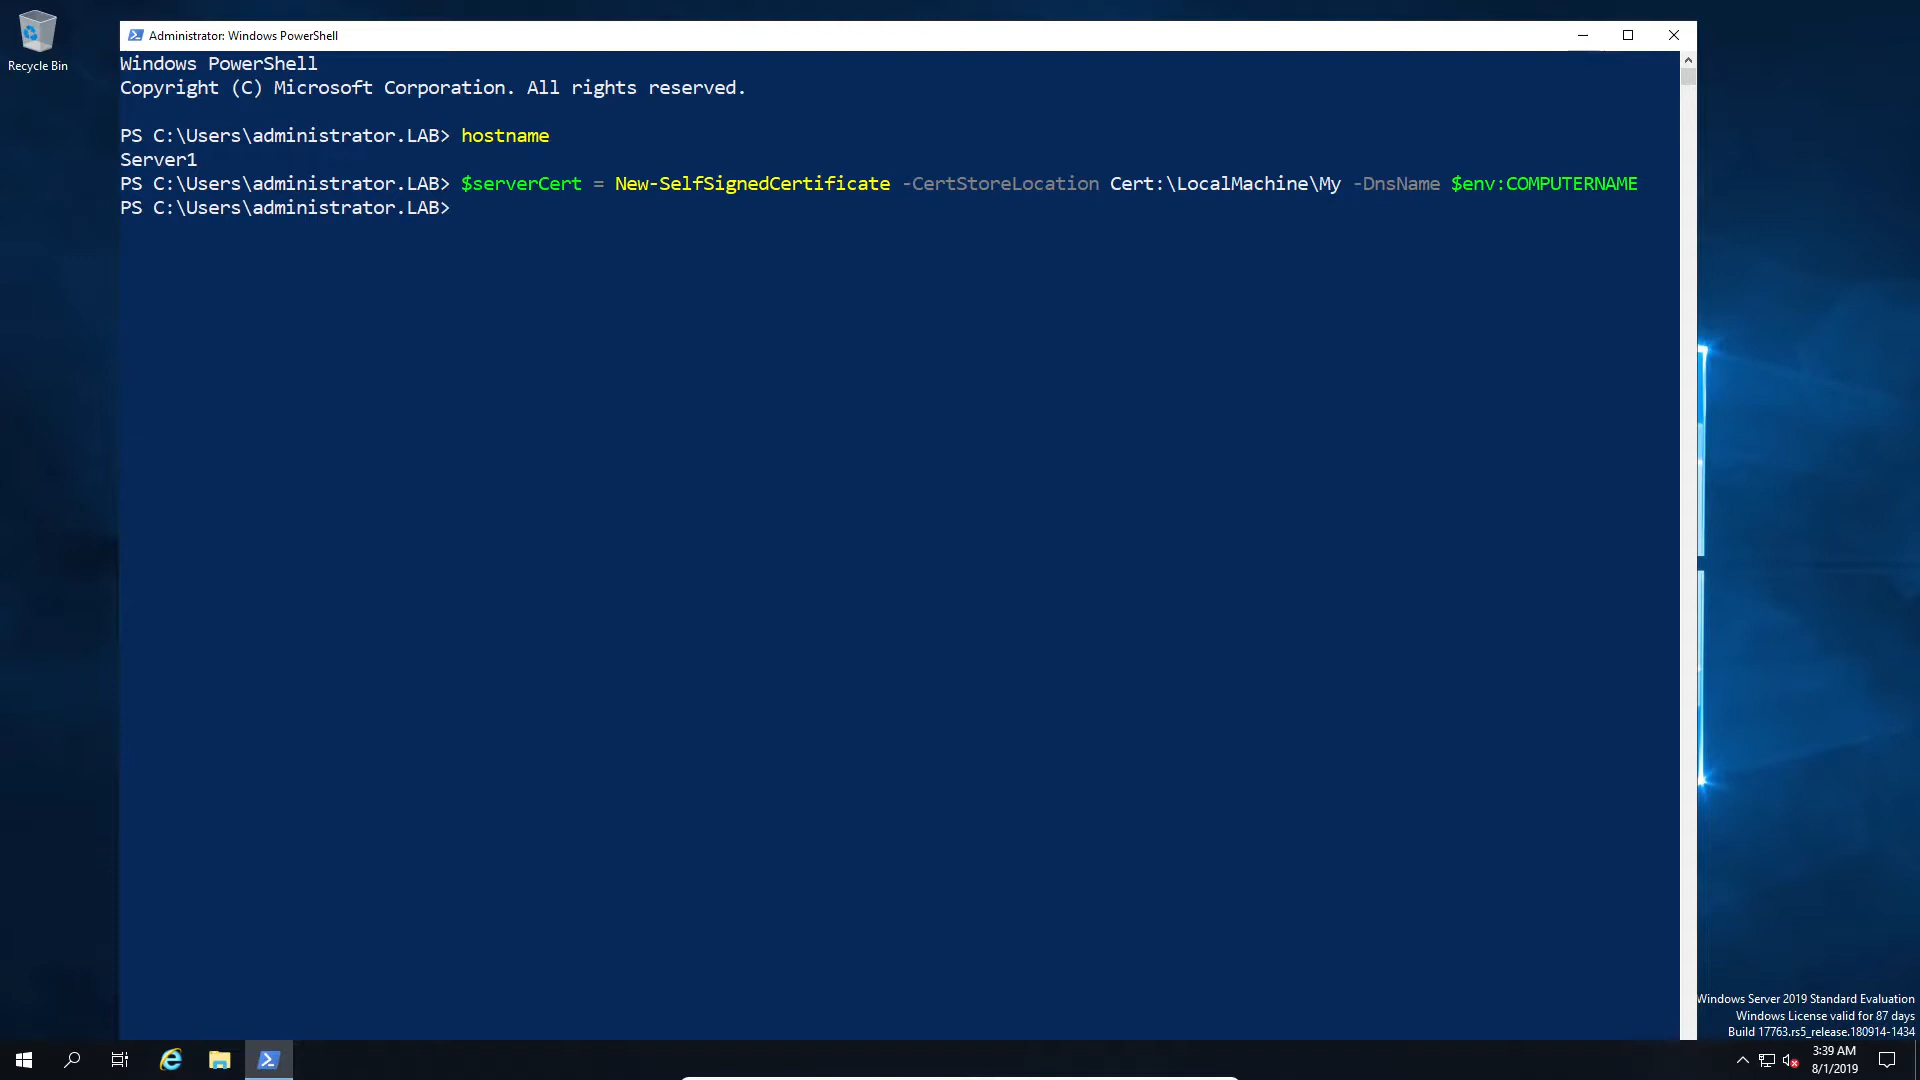 Recycle Bin
Administrator: Windows PowerShell
Windows PowerShell
Copyright (C) Microsoft Corporation. All rights reserved.
PS C:\Users\administrator.LAB> hostname
Server1
PS C:\Users\administrator.LAB> $serverCert = New-SelfSignedCertificate -CertStoreLocation Cert:\LocalMachine\My -DnsName $env:COMPUTERNAME
PS C:\Users\administrator.LAB>
Windows Server 2019 Standard Evaluation
Windows License valid for 87 days
Build 17763.rs5_release.180914-1434
3:39 AM
8/1/2019